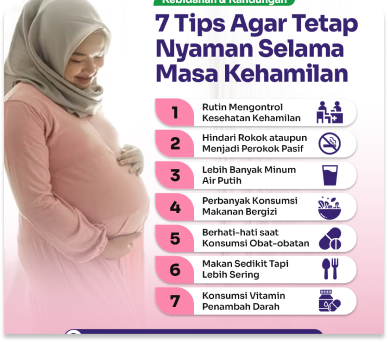 Kebidanan & Kandungan
7 Tips Agar Tetap
Nyaman Selama
Masa Kehamilan
1
Rutin Mengontrol
Kesehatan Kehamilan
2
Hindari Rokok ataupun
Menjadi Perokok Pasif
3
Lebih Banyak Minum
Air Putih
4
Perbanyak Konsumsi
Makanan Bergizi
5
Berhati-hati saat
Konsumsi Obat-obatan
6
Makan Sedikit Tapi
Lebih Sering
7
Konsumsi Vitamin
Penambah Darah